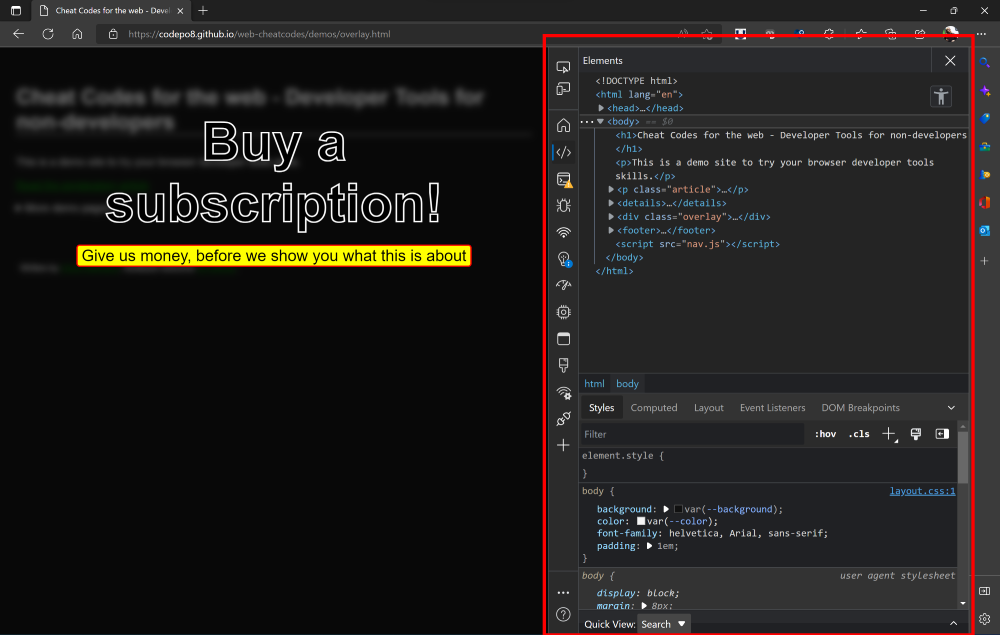 Cheat Codes for the web - Devel
https://codepo8.github.io/web-cheatcodes/demos/overlay.html
Cheat Codes for the web - Developer Tools for
non-developers
Buy a
subscription!
Give us money, before we show you what this is about
Elements
<!DOCTYPE html>
<html lang="en">
<head>…</head>
<body> == $0
<h1>Cheat Codes for the web - Developer Tools for non-developers
</h1>
<p>This is a demo site to try your browser developer tools
skills.</p>
<p class="article">…</p>
<details>…</details>
<div class="overlay">…</div>
<footer>…</footer>
<script src="nav.js"></script>
</body>
</html>
html body
Styles Computed Layout Event Listeners DOM Breakpoints
Filter :hov .cls
element.style {
}
body { layout.css:1
background: var(--background);
color: var(--color);
font-family: helvetica, Arial, sans-serif;
padding: 1em;
}
body { user agent stylesheet
display: block;
margin: 8px;
Quick View: Search